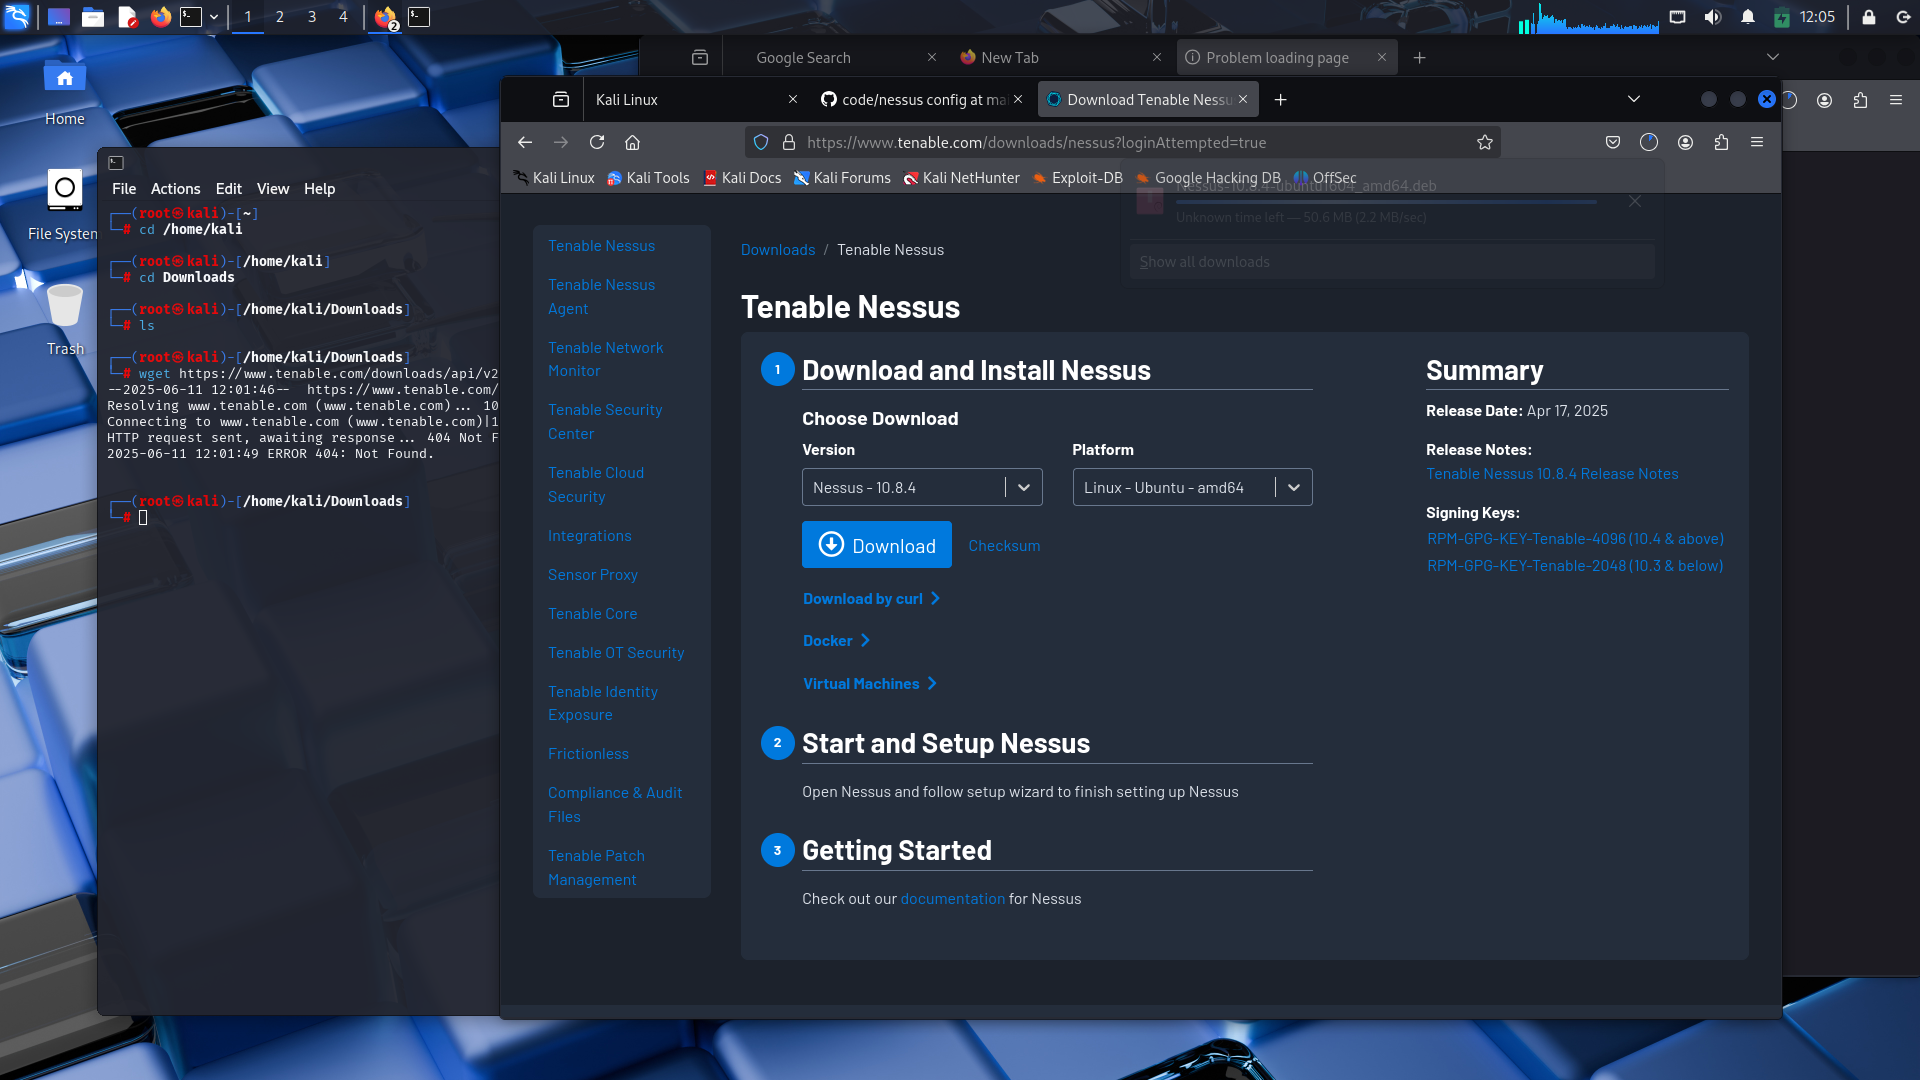 1
2
3
4
2
12:05
Google Search
New Tab
Problem loading page
Home
File System
Trash
File Actions Edit View Help
┌──(root㉿kali)-[~]
└─# cd /home/kali
┌──(root㉿kali)-[/home/kali]
└─# cd Downloads
┌──(root㉿kali)-[/home/kali/Downloads]
└─# ls
┌──(root㉿kali)-[/home/kali/Downloads]
└─# wget https://www.tenable.com/downloads/api/v2
--2025-06-11 12:01:46-- https://www.tenable.com/
Resolving www.tenable.com (www.tenable.com)... 10
Connecting to www.tenable.com (www.tenable.com)|1
HTTP request sent, awaiting response... 404 Not F
2025-06-11 12:01:49 ERROR 404: Not Found.
┌──(root㉿kali)-[/home/kali/Downloads]
└─#
Kali Linux
code/nessus config at mai
Download Tenable Nessu
https://www.tenable.com/downloads/nessus?loginAttempted=true
Kali Linux
Kali Tools
Kali Docs
Kali Forums
Kali NetHunter
Exploit-DB
Google Hacking DB
OffSec
Nessus-10.8.4-ubuntu1604_amd64.deb
Unknown time left — 50.6 MB (2.2 MB/sec)
Show all downloads
Tenable Nessus
Tenable Nessus
Agent
Tenable Network
Monitor
Tenable Security
Center
Tenable Cloud
Security
Integrations
Sensor Proxy
Tenable Core
Tenable OT Security
Tenable Identity
Exposure
Frictionless
Compliance & Audit
Files
Tenable Patch
Management
Downloads / Tenable Nessus
Tenable Nessus
1 Download and Install Nessus
Choose Download
Version
Platform
Nessus - 10.8.4
Linux - Ubuntu - amd64
Download
Checksum
Download by curl
Docker
Virtual Machines
2 Start and Setup Nessus
Open Nessus and follow setup wizard to finish setting up Nessus
3 Getting Started
Check out our documentation for Nessus
Summary
Release Date: Apr 17, 2025
Release Notes:
Tenable Nessus 10.8.4 Release Notes
Signing Keys:
RPM-GPG-KEY-Tenable-4096 (10.4 & above)
RPM-GPG-KEY-Tenable-2048 (10.3 & below)